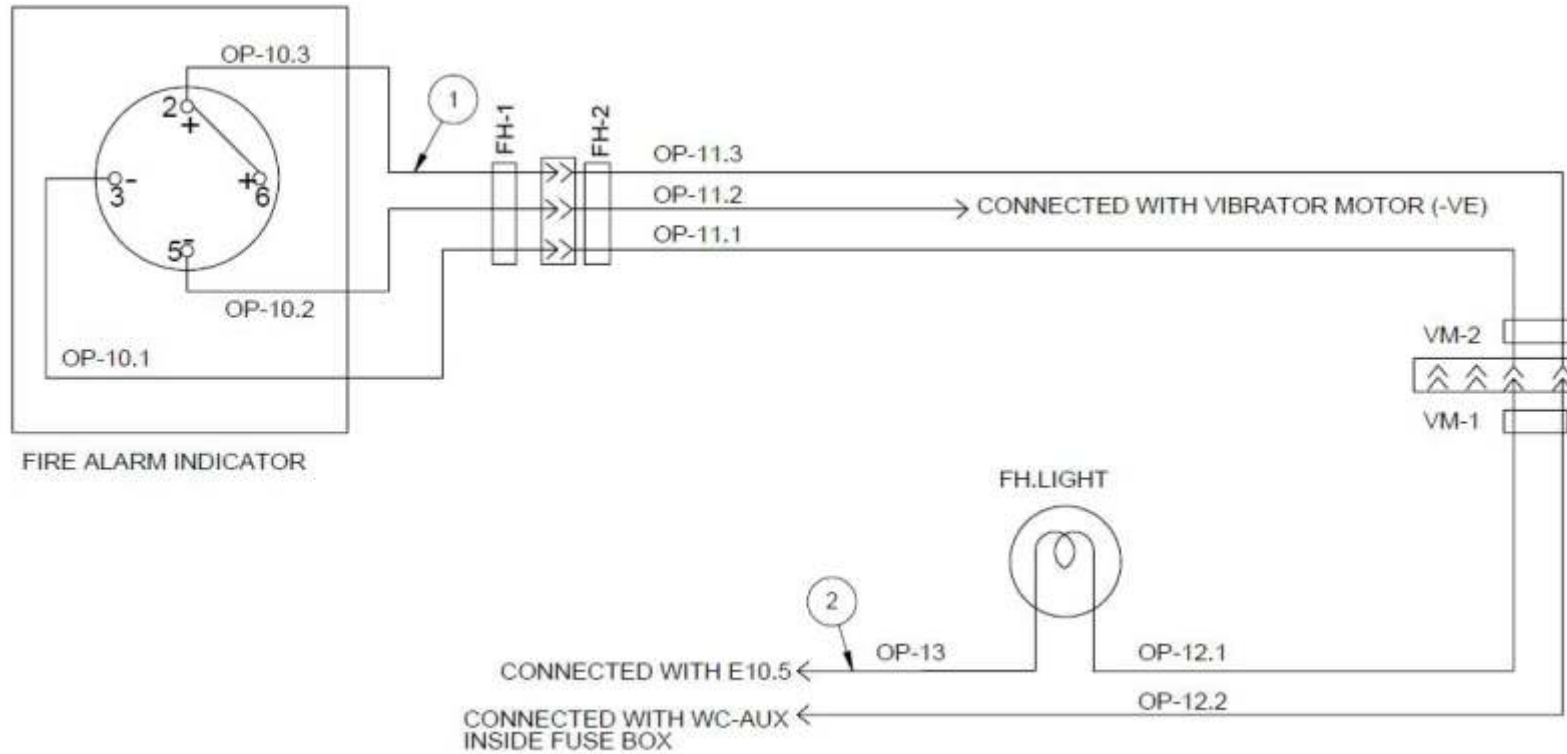 OP-10.3
1
FH-1
FH-2
2
+
3
-
+
6
5
-
OP-11.3
OP-11.2
CONNECTED WITH VIBRATOR MOTOR (-VE)
OP-11.1
OP-10.2
OP-10.1
VM-2
VM-1
FIRE ALARM INDICATOR
FH.LIGHT
2
OP-13
OP-12.1
CONNECTED WITH E10.5
OP-12.2
CONNECTED WITH WC-AUX
INSIDE FUSE BOX